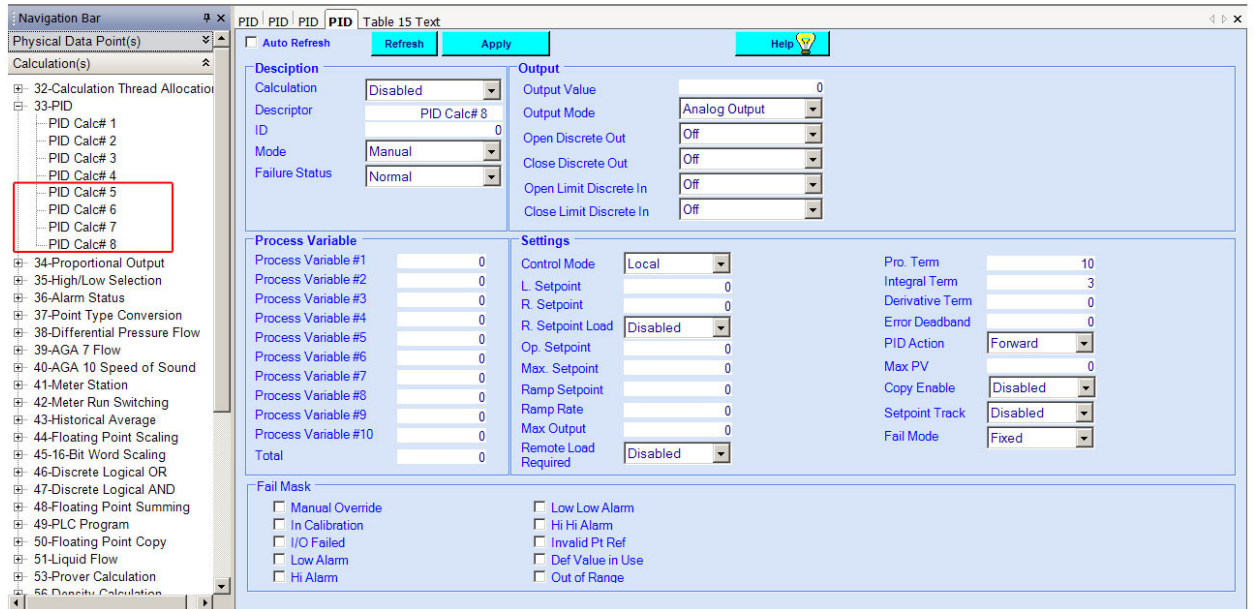 Navigation Bar
Physical Data Point(s)
Calculation(s)
32-Calculation Thread Allocation
33-PID
PID Calc# 1
PID Calc# 2
PID Calc# 3
PID Calc# 4
PID Calc# 5
PID Calc# 6
PID Calc# 7
PID Calc# 8
34-Proportional Output
35-High/Low Selection
36-Alarm Status
37-Point Type Conversion
38-Differential Pressure Flow
39-AGA 7 Flow
40-AGA 10 Speed of Sound
41-Meter Station
42-Meter Run Switching
43-Historical Average
44-Floating Point Scaling
45-16-Bit Word Scaling
46-Discrete Logical OR
47-Discrete Logical AND
48-Floating Point Summing
49-PLC Program
50-Floating Point Copy
51-Liquid Flow
53-Prover Calculation
56 Density Calculation
PID PID PID PID Table 15 Text
Auto Refresh Refresh Apply Help
Desciption
Calculation Disabled
Descriptor PID Calc# 8
ID 0
Mode Manual
Failure Status Normal
Output
Output Value 0
Output Mode Analog Output
Open Discrete Out Off
Close Discrete Out Off
Open Limit Discrete In Off
Close Limit Discrete In Off
Process Variable
Process Variable #1 0
Process Variable #2 0
Process Variable #3 0
Process Variable #4 0
Process Variable #5 0
Process Variable #6 0
Process Variable #7 0
Process Variable #8 0
Process Variable #9 0
Process Variable #10 0
Total 0
Settings
Control Mode Local
L. Setpoint 0
R. Setpoint 0
R. Setpoint Load Disabled
Op. Setpoint 0
Max. Setpoint 0
Ramp Setpoint 0
Ramp Rate 0
Max Output 0
Remote Load
Required Disabled
Pro. Term 10
Integral Term 3
Derivative Term 0
Error Deadband 0
PID Action Forward
Max PV 0
Copy Enable Disabled
Setpoint Track Disabled
Fail Mode Fixed
Fail Mask
Manual Override
In Calibration
I/O Failed
Low Alarm
Hi Alarm
Low Low Alarm
Hi Hi Alarm
Invalid Pt Ref
Def Value in Use
Out of Range